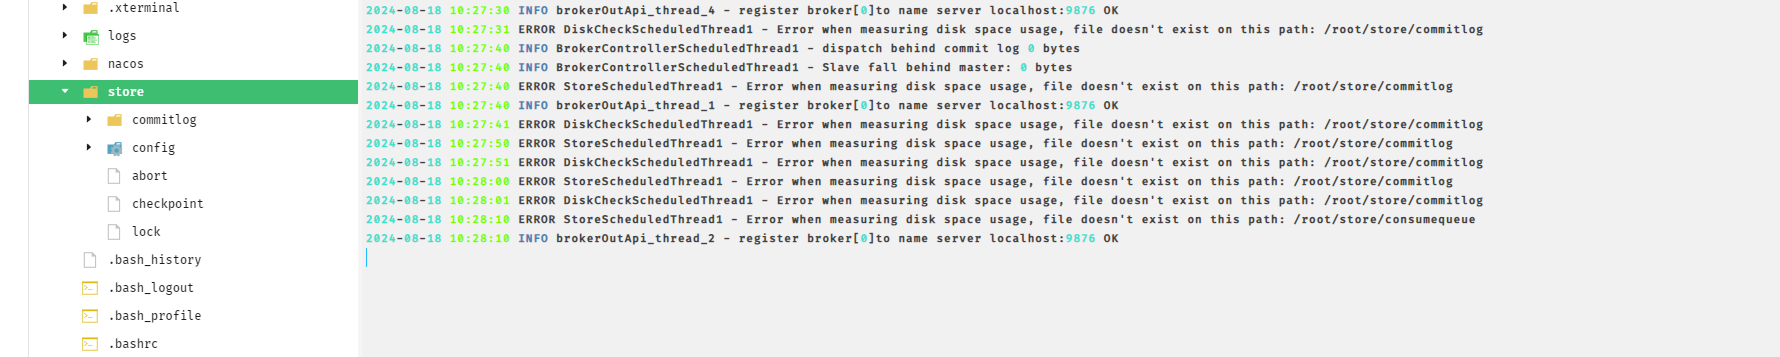 .xterminal
logs
nacos
store
commitlog
config
abort
checkpoint
lock
.bash_history
.bash_logout
.bash_profile
.bashrc
2024-08-18 10:27:30 INFO brokerOutApi_thread_4 - register broker[0]to name server localhost:9876 OK
2024-08-18 10:27:31 ERROR DiskCheckScheduledThread1 - Error when measuring disk space usage, file doesn't exist on this path: /root/store/commitlog
2024-08-18 10:27:40 INFO BrokerControllerScheduledThread1 - dispatch behind commit log 0 bytes
2024-08-18 10:27:40 INFO BrokerControllerScheduledThread1 - Slave fall behind master: 0 bytes
2024-08-18 10:27:40 ERROR StoreScheduledThread1 - Error when measuring disk space usage, file doesn't exist on this path: /root/store/commitlog
2024-08-18 10:27:40 INFO brokerOutApi_thread_1 - register broker[0]to name server localhost:9876 OK
2024-08-18 10:27:41 ERROR DiskCheckScheduledThread1 - Error when measuring disk space usage, file doesn't exist on this path: /root/store/commitlog
2024-08-18 10:27:50 ERROR StoreScheduledThread1 - Error when measuring disk space usage, file doesn't exist on this path: /root/store/commitlog
2024-08-18 10:27:51 ERROR DiskCheckScheduledThread1 - Error when measuring disk space usage, file doesn't exist on this path: /root/store/commitlog
2024-08-18 10:28:00 ERROR StoreScheduledThread1 - Error when measuring disk space usage, file doesn't exist on this path: /root/store/commitlog
2024-08-18 10:28:01 ERROR DiskCheckScheduledThread1 - Error when measuring disk space usage, file doesn't exist on this path: /root/store/commitlog
2024-08-18 10:28:10 ERROR StoreScheduledThread1 - Error when measuring disk space usage, file doesn't exist on this path: /root/store/consumequeue
2024-08-18 10:28:10 INFO brokerOutApi_thread_2 - register broker[0]to name server localhost:9876 OK